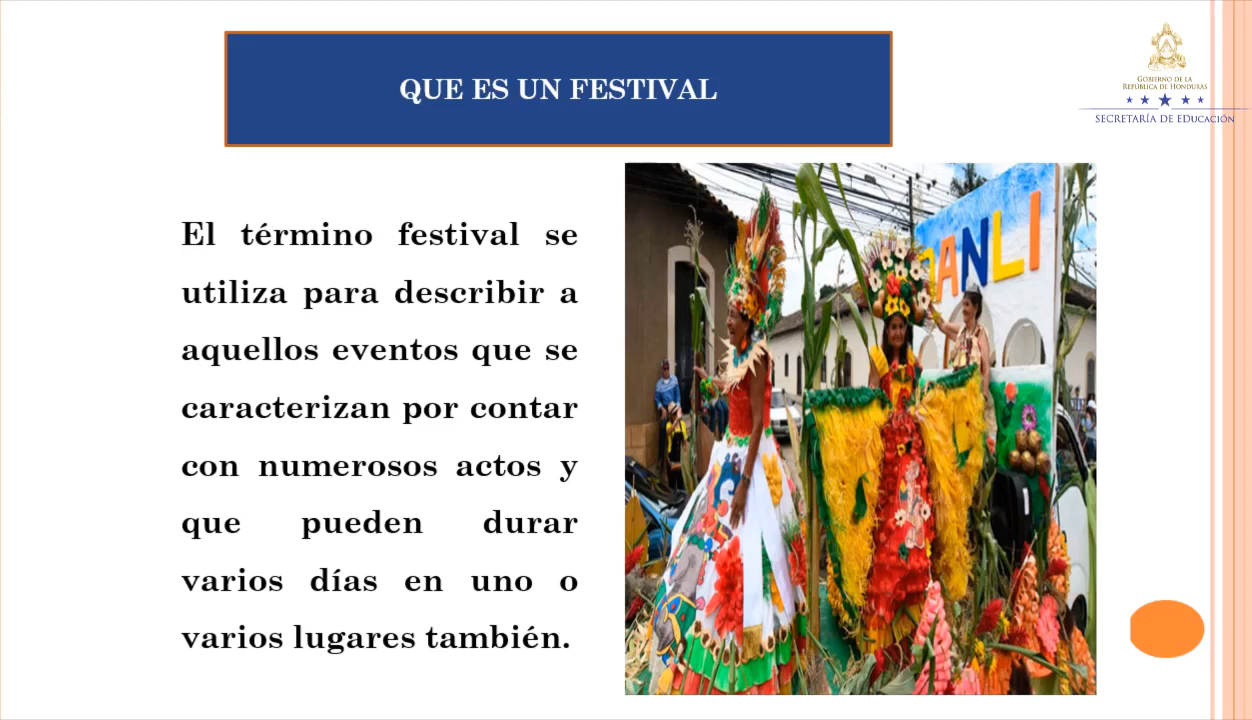 QUE ES UN FESTIVAL
GOBIERNO DE LA
REPÚBLICA DE HONDURAS
SECRETARÍA DE EDUCACIÓN
El término festival se
utiliza para describir a
aquellos eventos que se
caracterizan por contar
con numerosos actos y
que pueden durar
varios días en uno o
varios lugares también.
DANLI